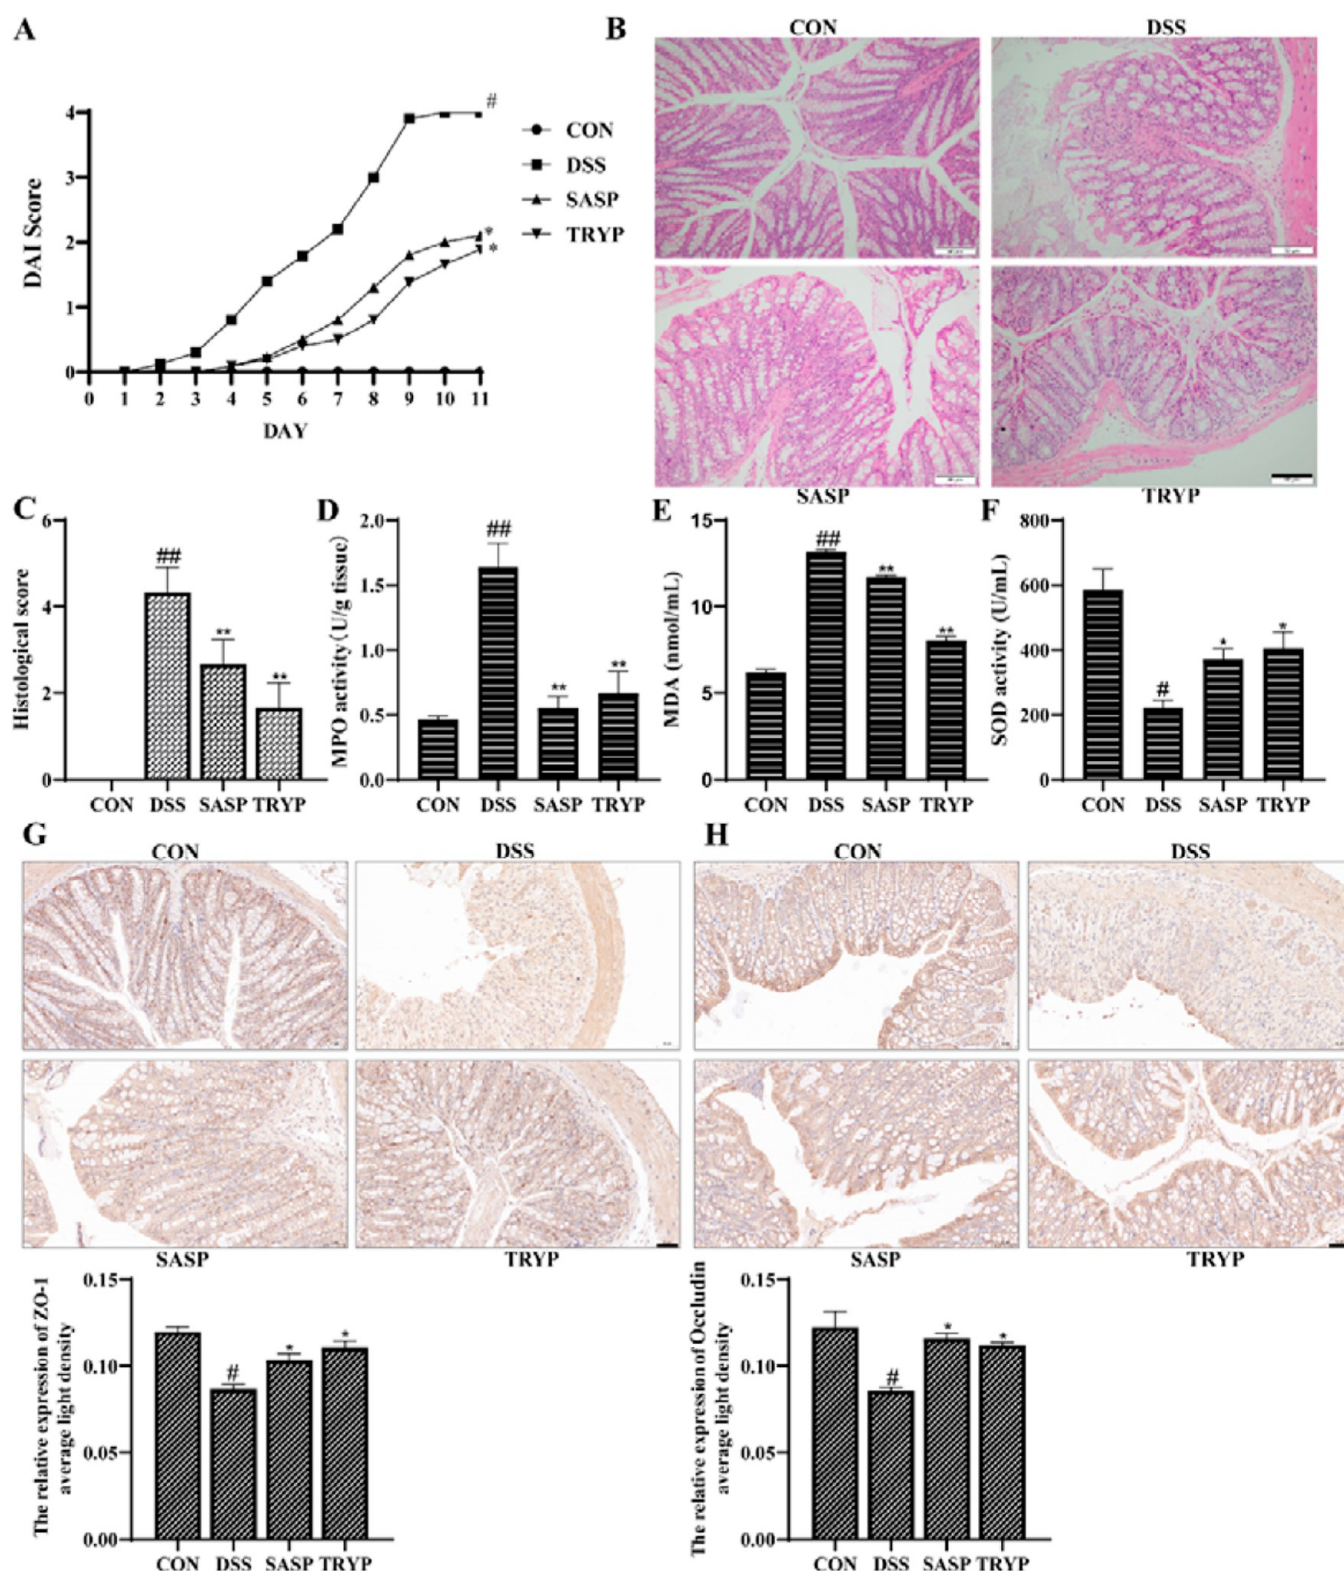 A
B
CON
DSS
4
#
3
2
*
*
1
0
0 1 2 3 4 5 6 7 8 9 10 11
DAI Score
DAY
CON
DSS
SASP
TRYP
SASP
TRYP
C
6
4
2
0
Histological score
##
**
**
CON DSS SASP TRYP
D
2.0
1.5
1.0
0.5
0.0
MPO activity (U/g tissue)
##
**
**
CON DSS SASP TRYP
E
15
10
5
0
MDA (nmol/mL)
##
**
**
CON DSS SASP TRYP
F
800
600
400
200
0
SOD activity (U/mL)
#
*
*
CON DSS SASP TRYP
G
CON
DSS
SASP
TRYP
0.15
0.10
0.05
0.00
The relative expression of ZO-1
average light density
#
*
*
CON DSS SASP TRYP
H
CON
DSS
SASP
TRYP
0.15
0.10
0.05
0.00
The relative expression of Occludin
average light density
#
*
*
CON DSS SASP TRYP